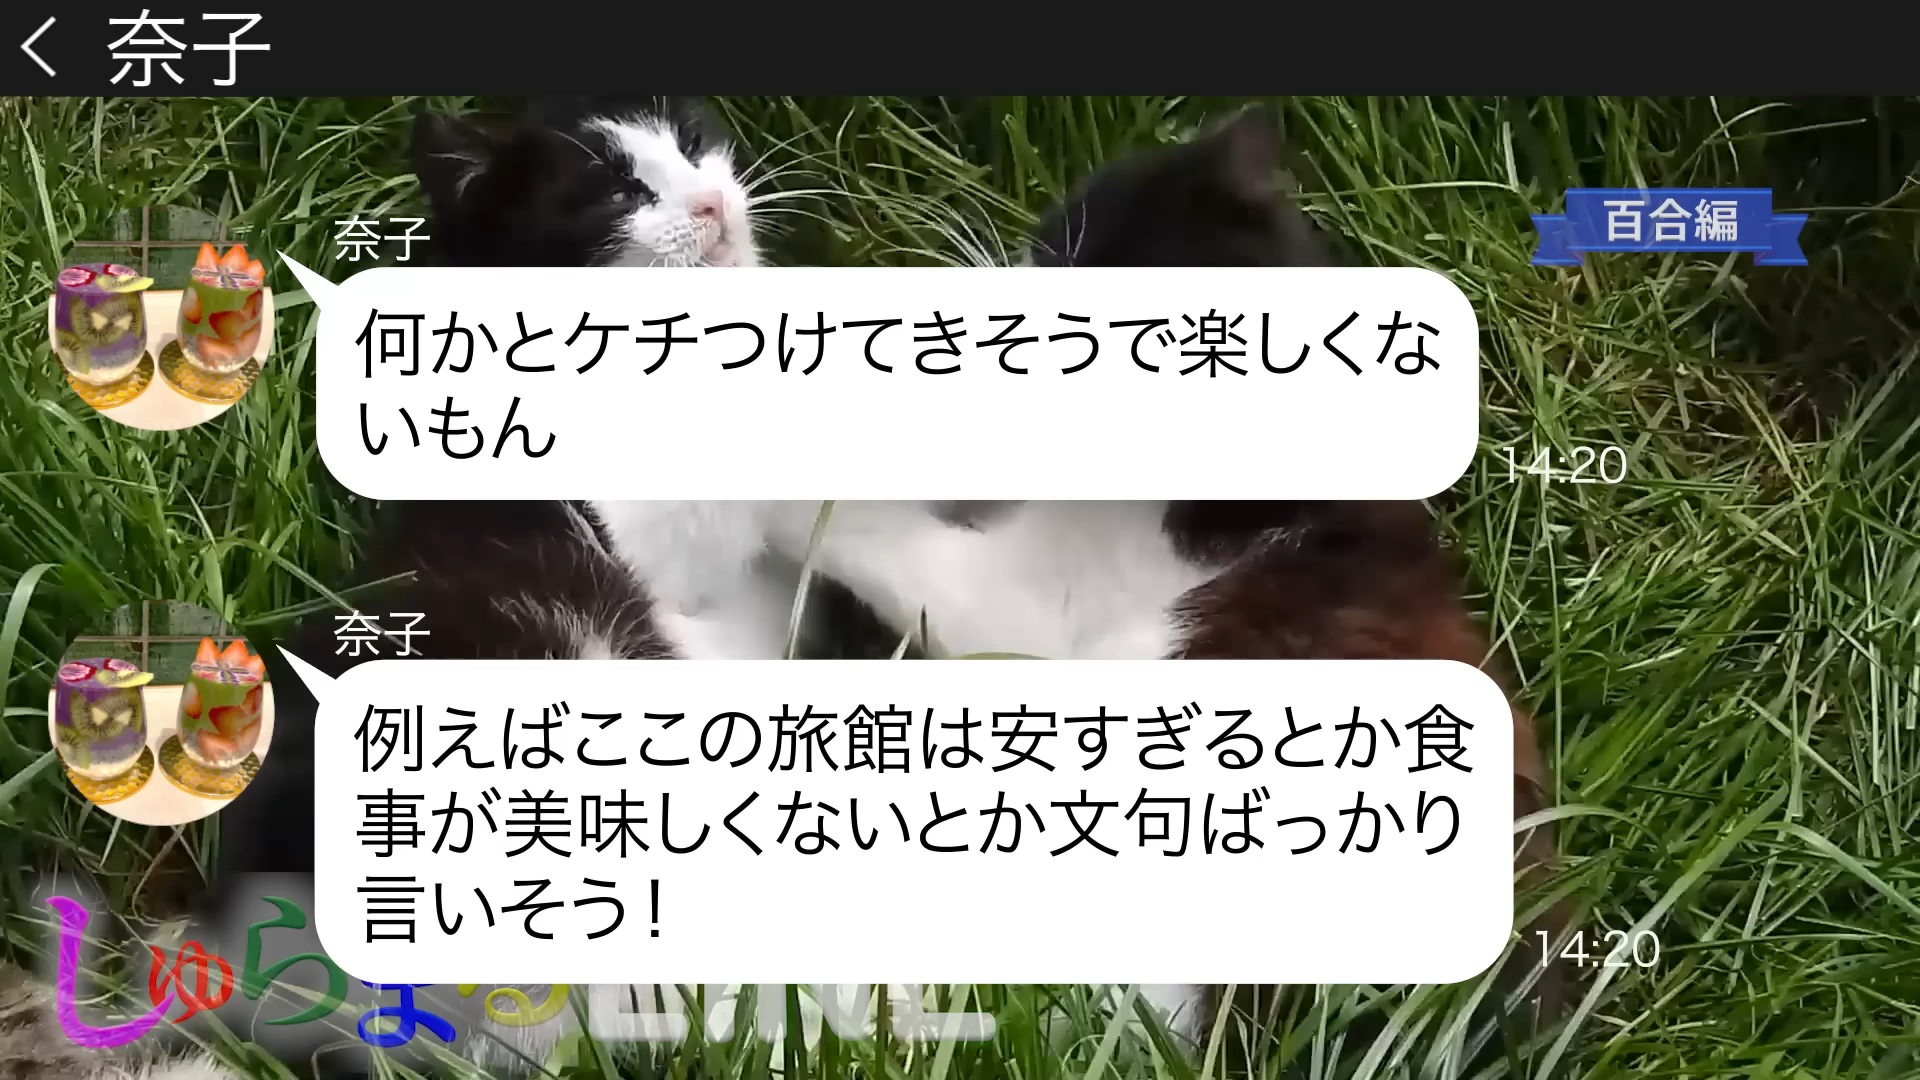 奈子
百合編
奈子
何かとケチつけてきそうで楽しくな
いもん
14:20
奈子
例えばここの旅館は安すぎるとか食
事が美味しくないとか文句ばっかり
言いそう!
14:20
しゅらまる